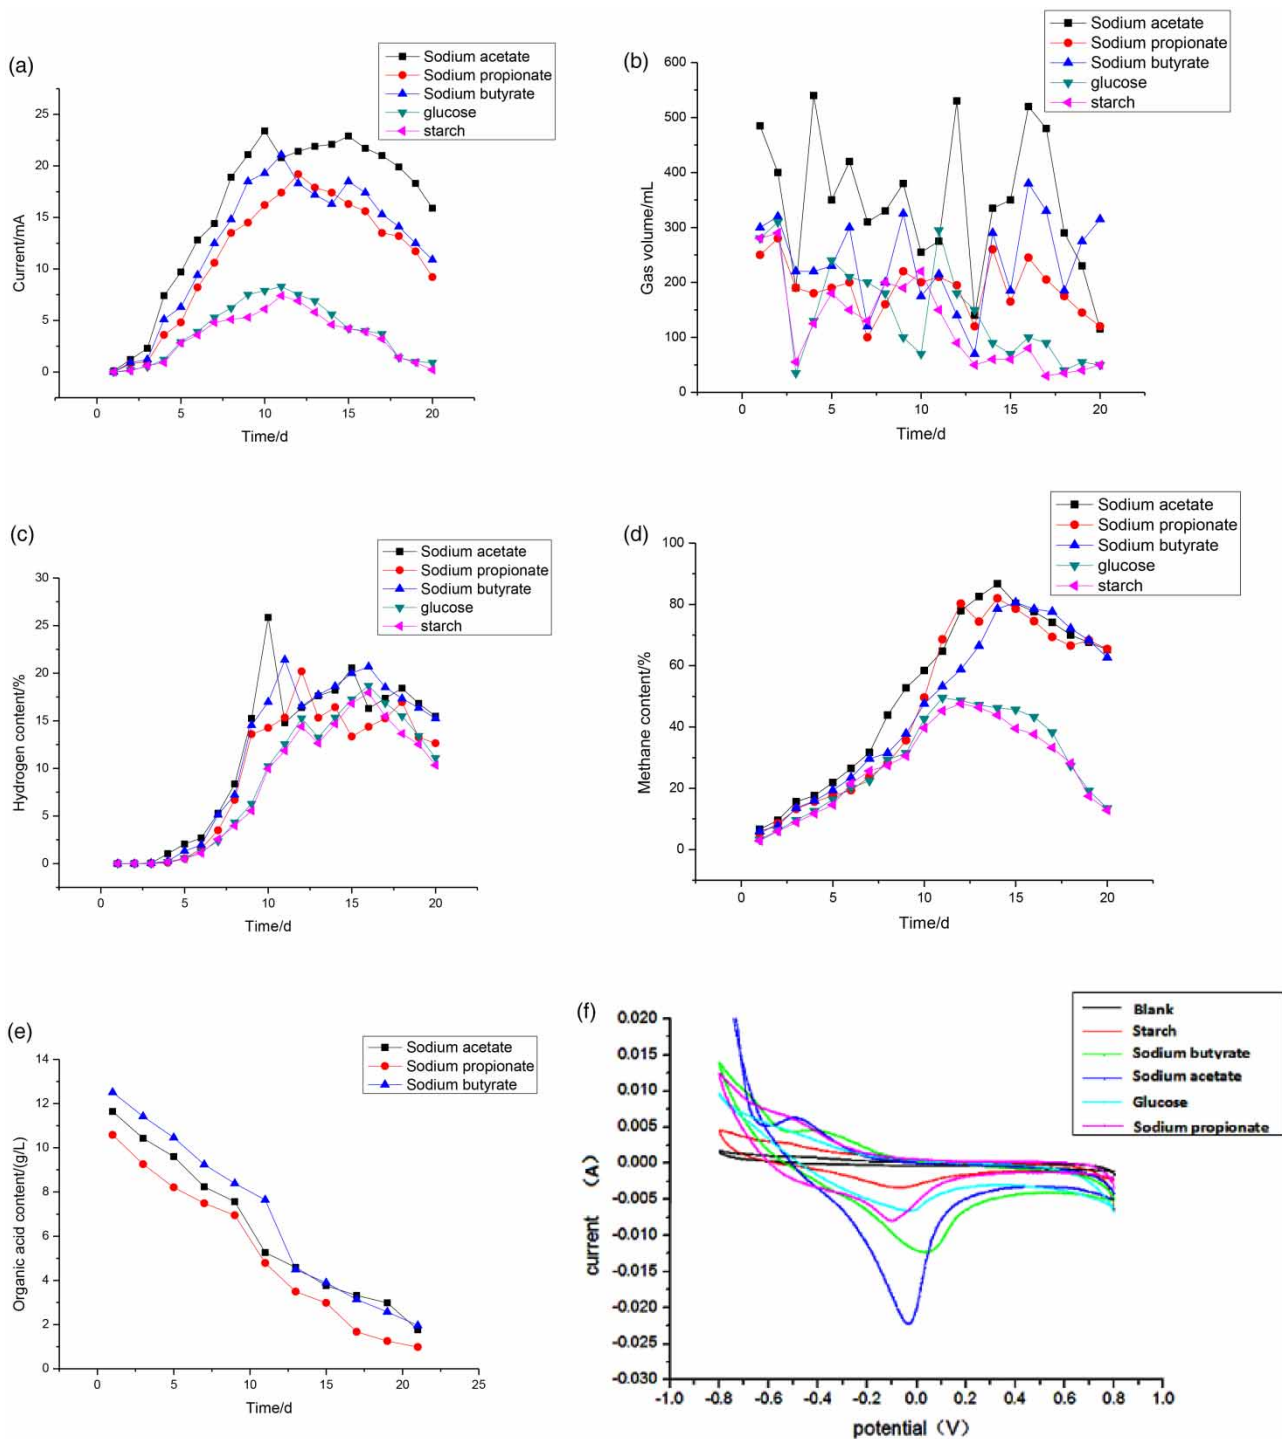 (a)
Sodium acetate
Sodium propionate
Sodium butyrate
glucose
starch
25
20
15
10
5
0
Current/mA
0 5 10 15 20
Time/d
(b)
Sodium acetate
Sodium propionate
Sodium butyrate
glucose
starch
600
500
400
300
200
100
0
Gas volume/mL
0 5 10 15 20
Time/d
(c)
Sodium acetate
Sodium propionate
Sodium butyrate
glucose
starch
30
25
20
15
10
5
0
Hydrogen content/%
0 5 10 15 20
Time/d
(d)
Sodium acetate
Sodium propionate
Sodium butyrate
glucose
starch
100
80
60
40
20
0
Methane content/%
0 5 10 15 20
Time/d
(e)
Sodium acetate
Sodium propionate
Sodium butyrate
14
12
10
8
6
4
2
0
Organic acid content/(g/L)
0 5 10 15 20 25
Time/d
(f)
Blank
Starch
Sodium butyrate
Sodium acetate
Glucose
Sodium propionate
0.020
0.015
0.010
0.005
0.000
-0.005
-0.010
-0.015
-0.020
-0.025
-0.030
current （A）
-1.0 -0.8 -0.6 -0.4 -0.2 0.0 0.2 0.4 0.6 0.8 1.0
potential（V）